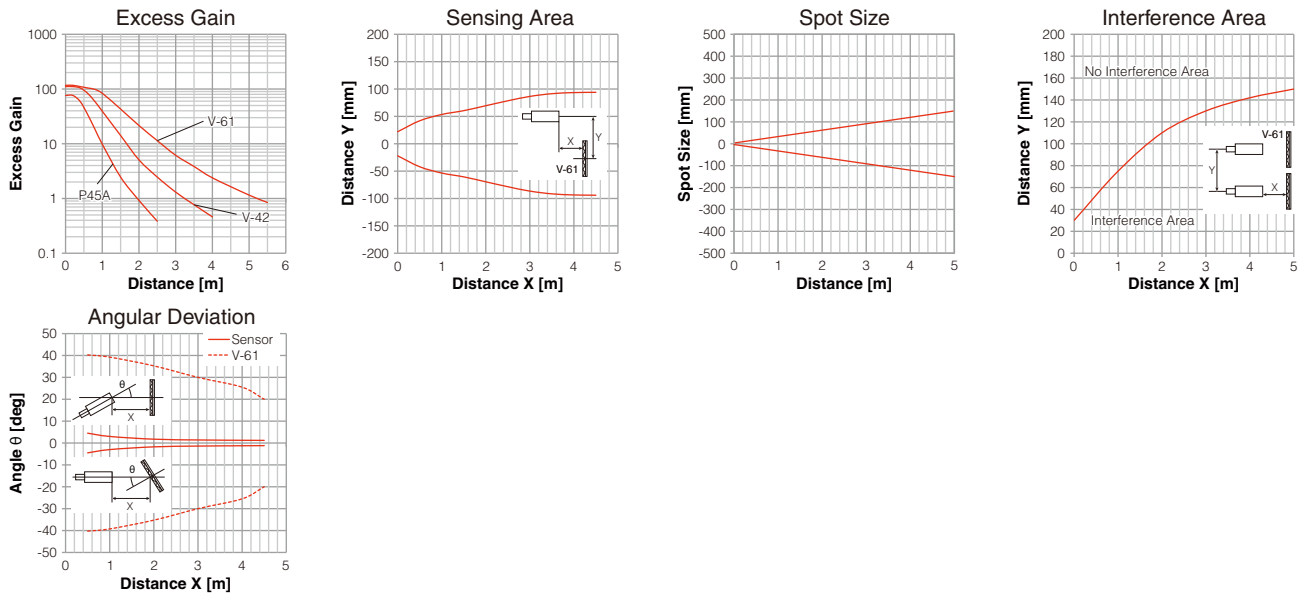 Excess Gain
Excess Gain
1000
100
10
1
0.1
V-61
P45A
V-42
0 1 2 3 4 5 6
Distance [m]
Sensing Area
Distance Y [mm]
200
150
100
50
0
-50
-100
-150
-200
X
Y
V-61
0 1 2 3 4 5
Distance X [m]
Spot Size
Spot Size [mm]
500
400
300
200
100
0
-100
-200
-300
-400
-500
0 1 2 3 4 5
Distance [m]
Interference Area
Distance Y [mm]
200
180
160
140
120
100
80
60
40
20
0
No Interference Area
V-61
Y
X
Interference Area
0 1 2 3 4 5
Distance X [m]
Angular Deviation
Angle θ [deg]
50
40
30
20
10
0
-10
-20
-30
-40
-50
Sensor
V-61
θ
X
θ
X
0 1 2 3 4 5
Distance X [m]